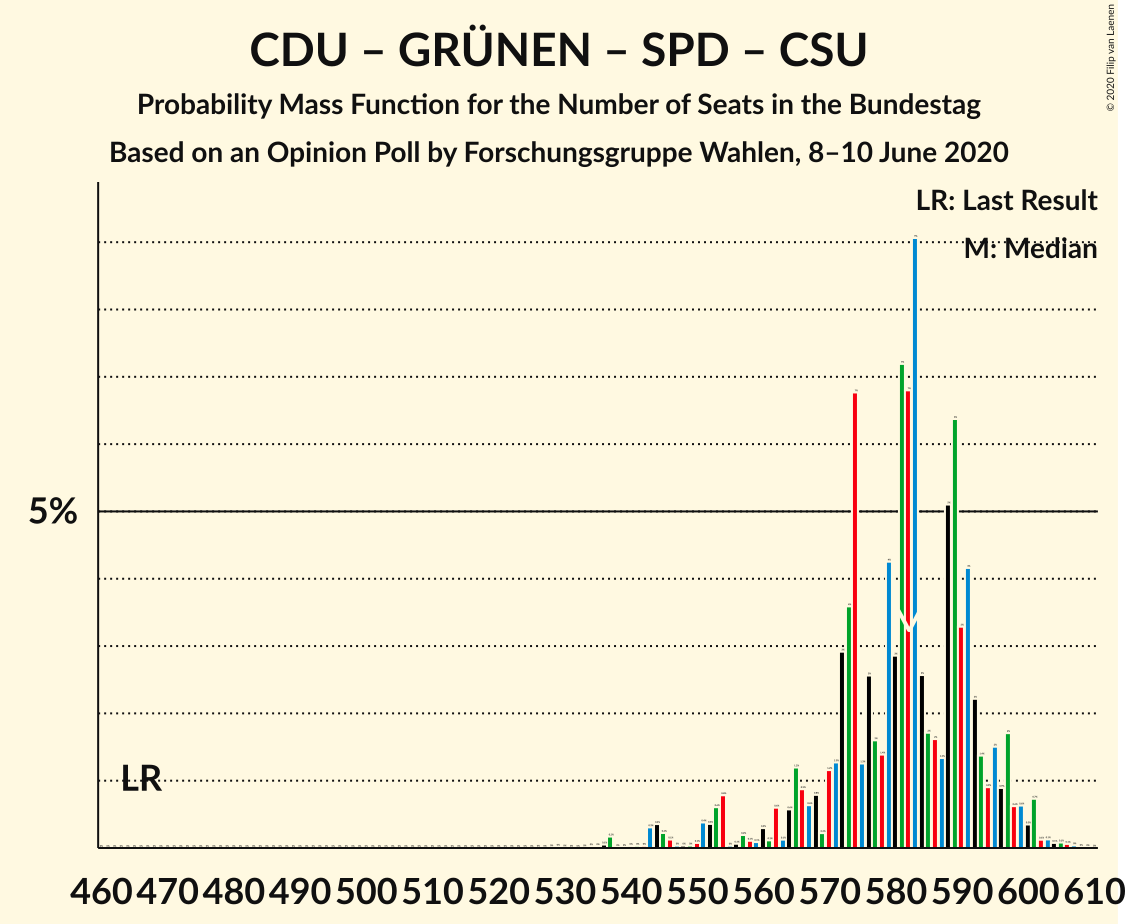 CDU – GRÜNEN – SPD – CSU
Probability Mass Function for the Number of Seats in the Bundestag
Based on an Opinion Poll by Forschungsgruppe Wahlen, 8–10 June 2020
© 2020 Filip van Laenen
LR: Last Result
M: Median
5%
M
LR
460 470 480 490 500 510 520 530 540 550 560 570 580 590 600 610